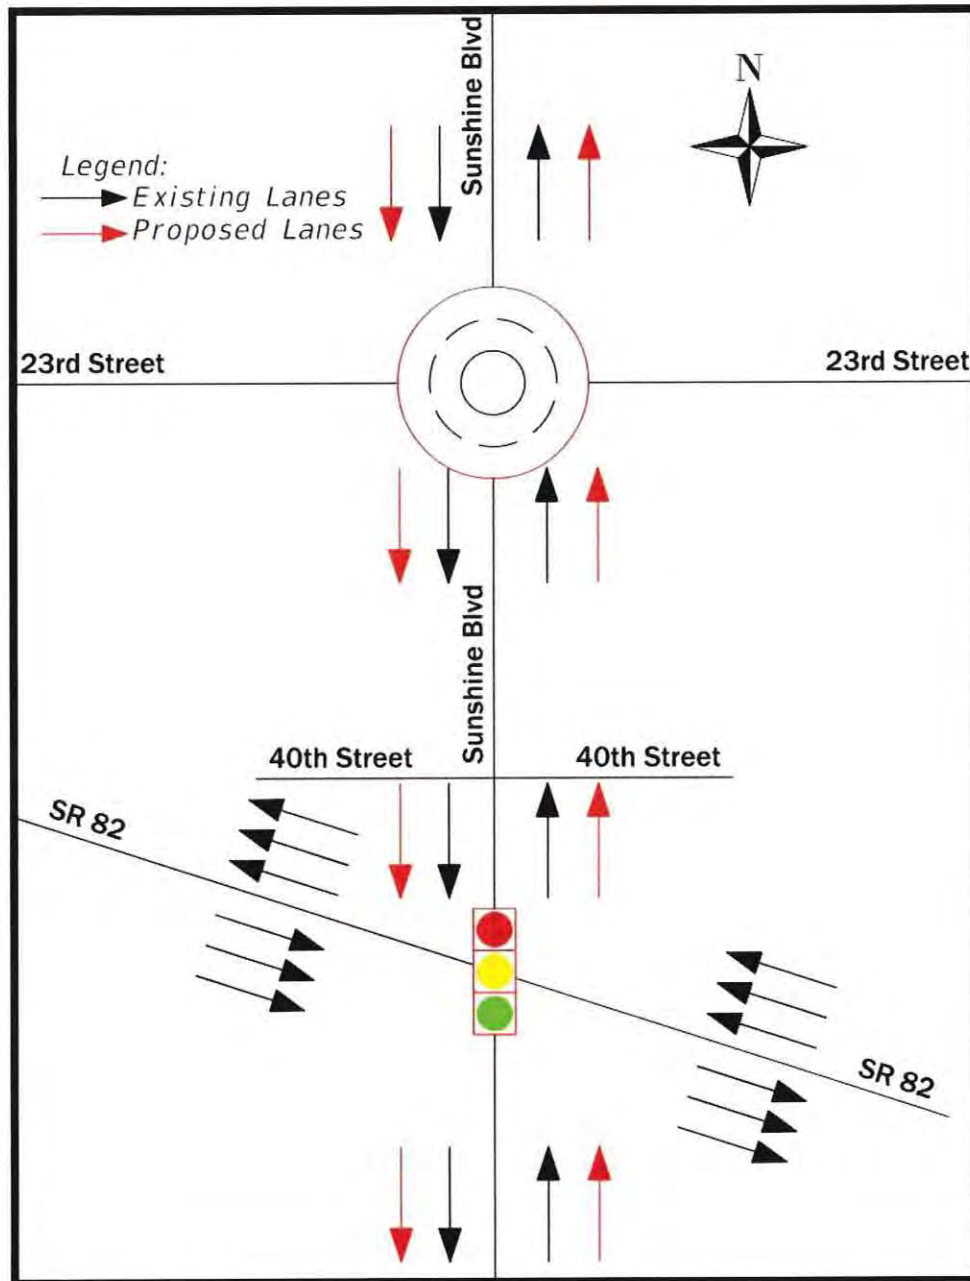 Sunshine Blvd
N
Legend:
Existing Lanes
Proposed Lanes
23rd Street
23rd Street
Sunshine Blvd
40th Street
40th Street
SR 82
SR 82